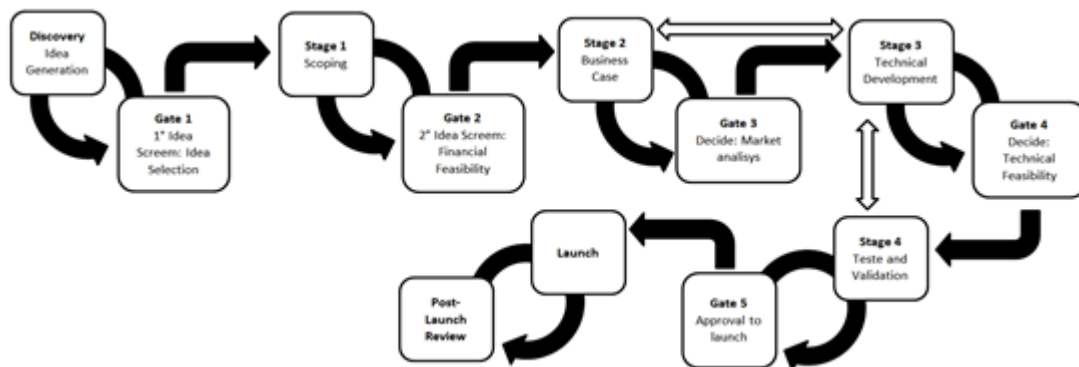 Discovery
Idea
Generation
Gate 1
1° Idea
Screem: Idea
Selection
Stage 1
Scoping
Gate 2
2° Idea Screem:
Financial
Feasibility
Stage 2
Business
Case
Gate 3
Decide: Market
analisys
Stage 3
Technical
Development
Gate 4
Decide:
Technical
Feasibility
Stage 4
Teste and
Validation
Gate 5
Approval to
launch
Launch
Post-
Launch
Review